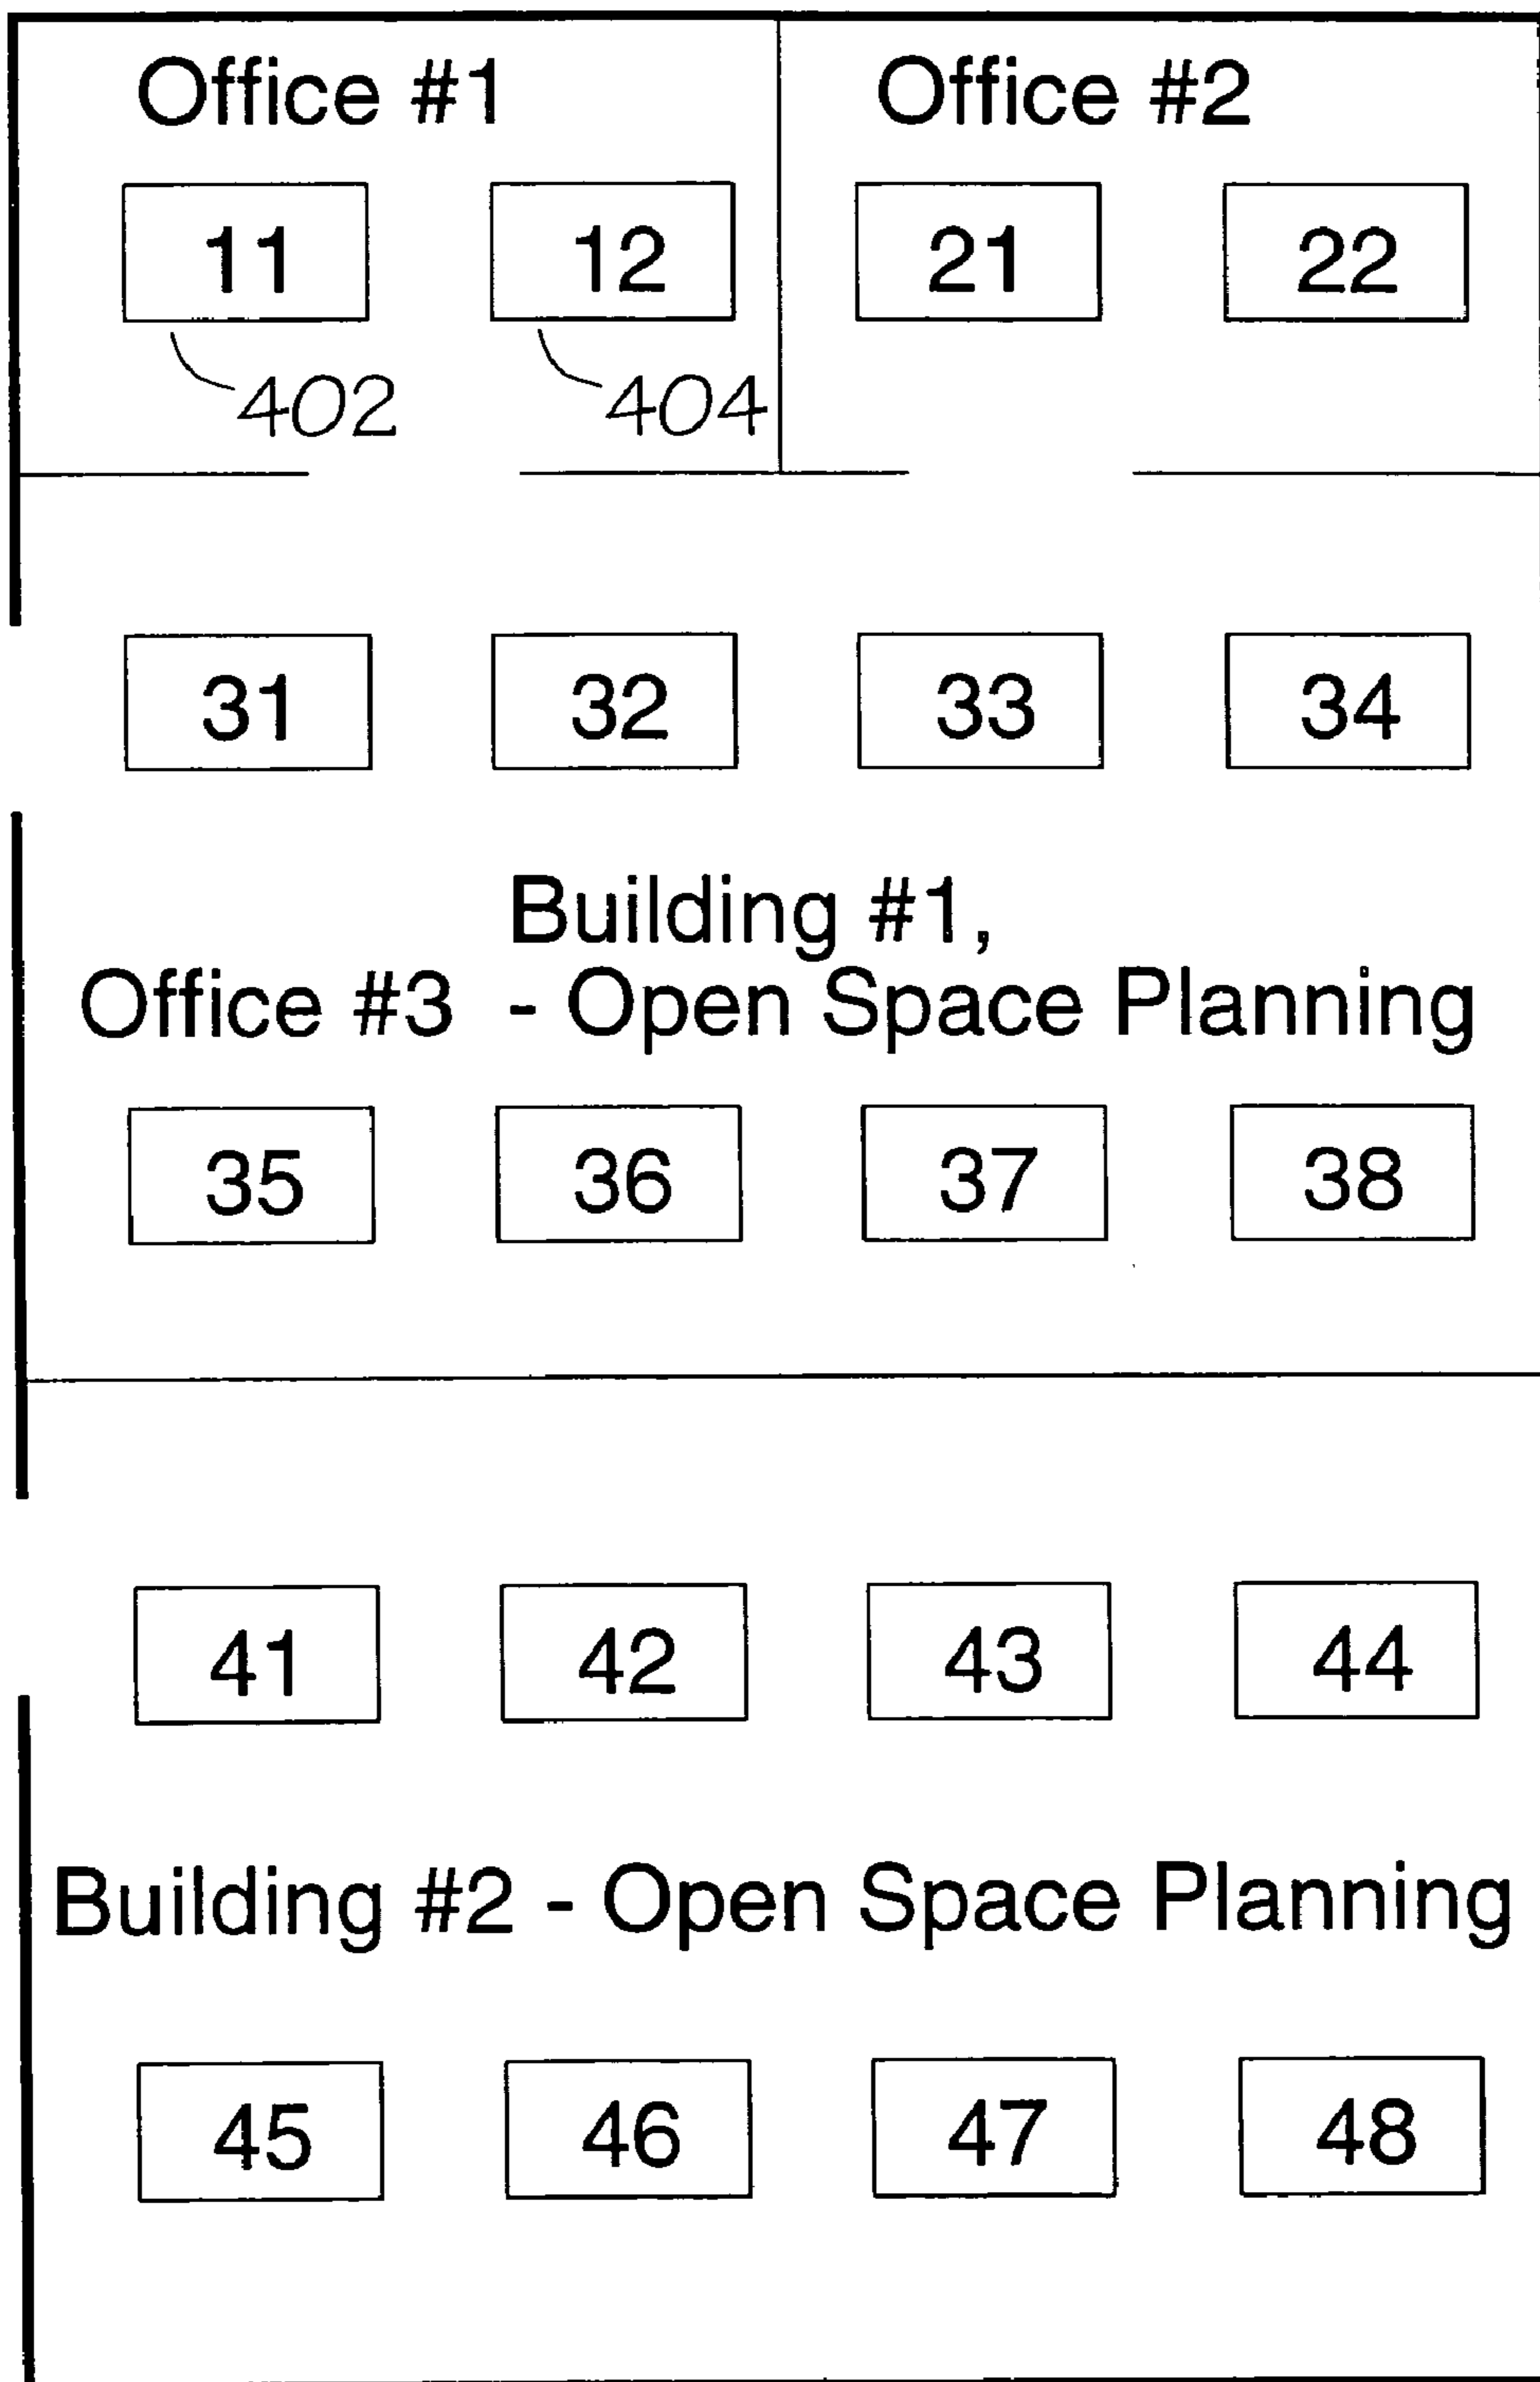 Office #1 Office #2
11 12 21 22
402 404
31 32 33 34
Building #1,
Office #3 - Open Space Planning
35 36 37 38
41 42 43 44
Building #2 - Open Space Planning
45 46 47 48